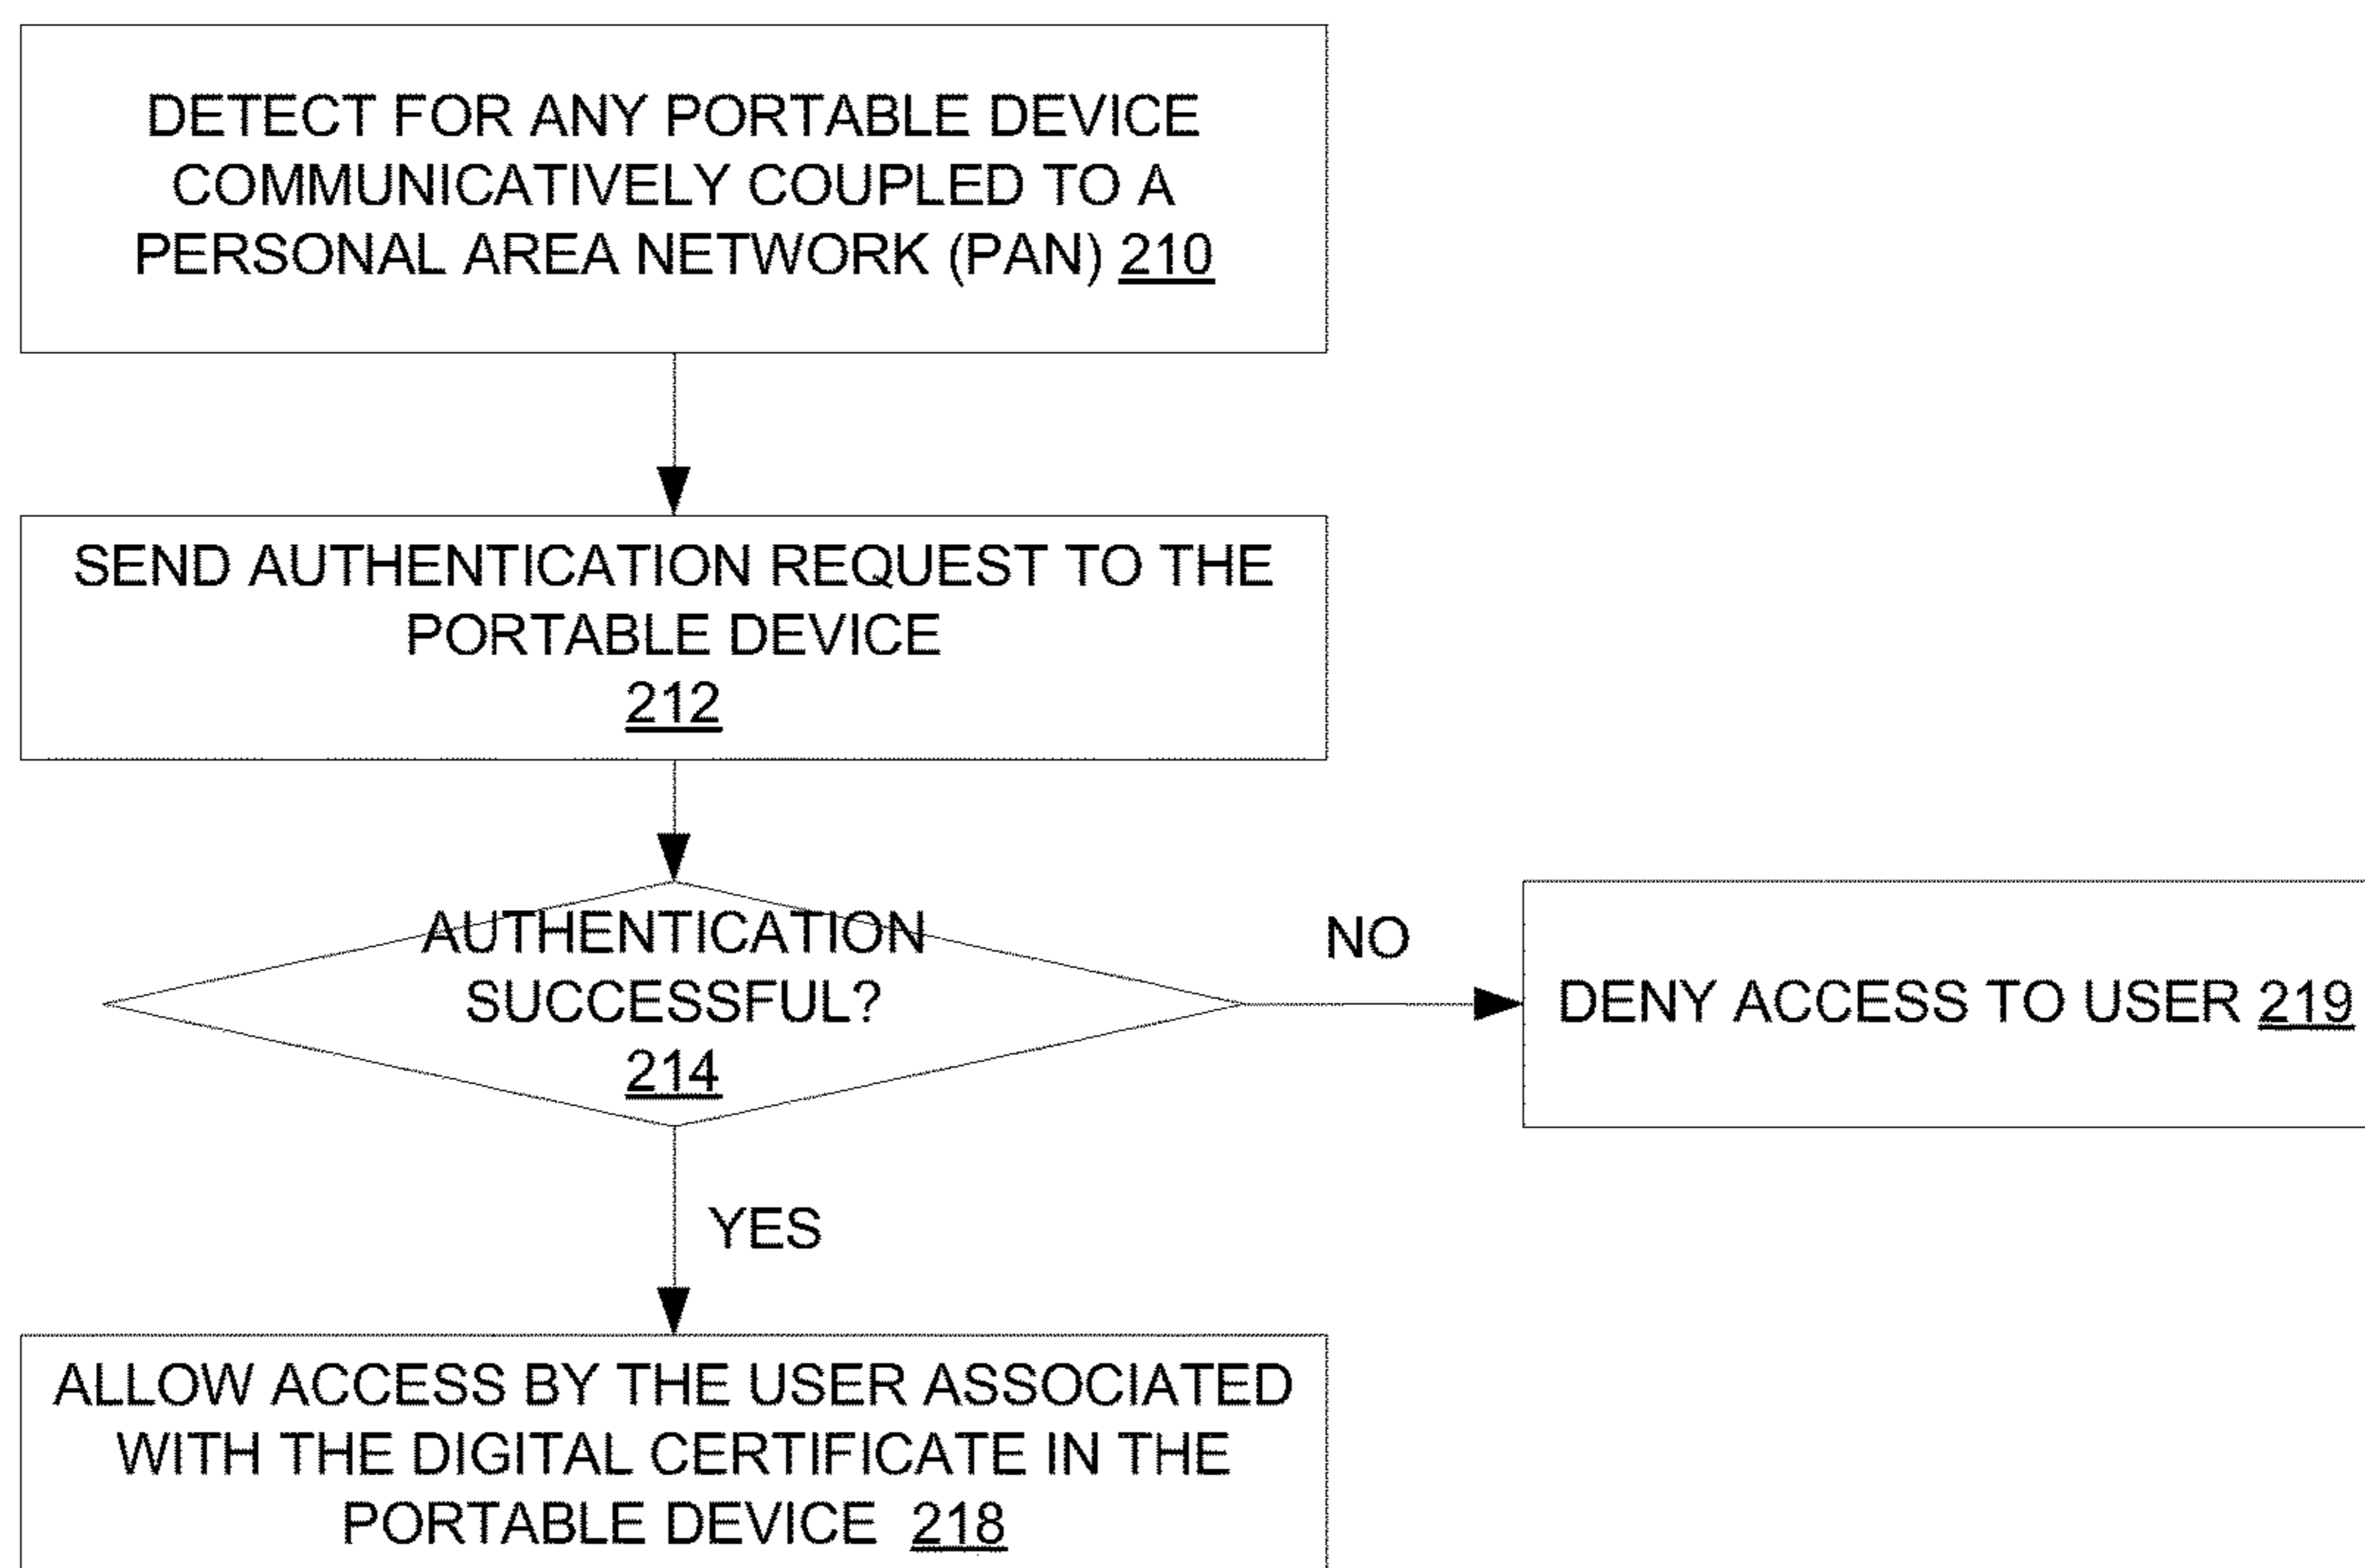 DETECT FOR ANY PORTABLE DEVICE
COMMUNICATIVELY COUPLED TO A
PERSONAL AREA NETWORK (PAN) 210
SEND AUTHENTICATION REQUEST TO THE
PORTABLE DEVICE
212
AUTHENTICATION
SUCCESSFUL?
214
NO
DENY ACCESS TO USER 219
YES
ALLOW ACCESS BY THE USER ASSOCIATED
WITH THE DIGITAL CERTIFICATE IN THE
PORTABLE DEVICE 218